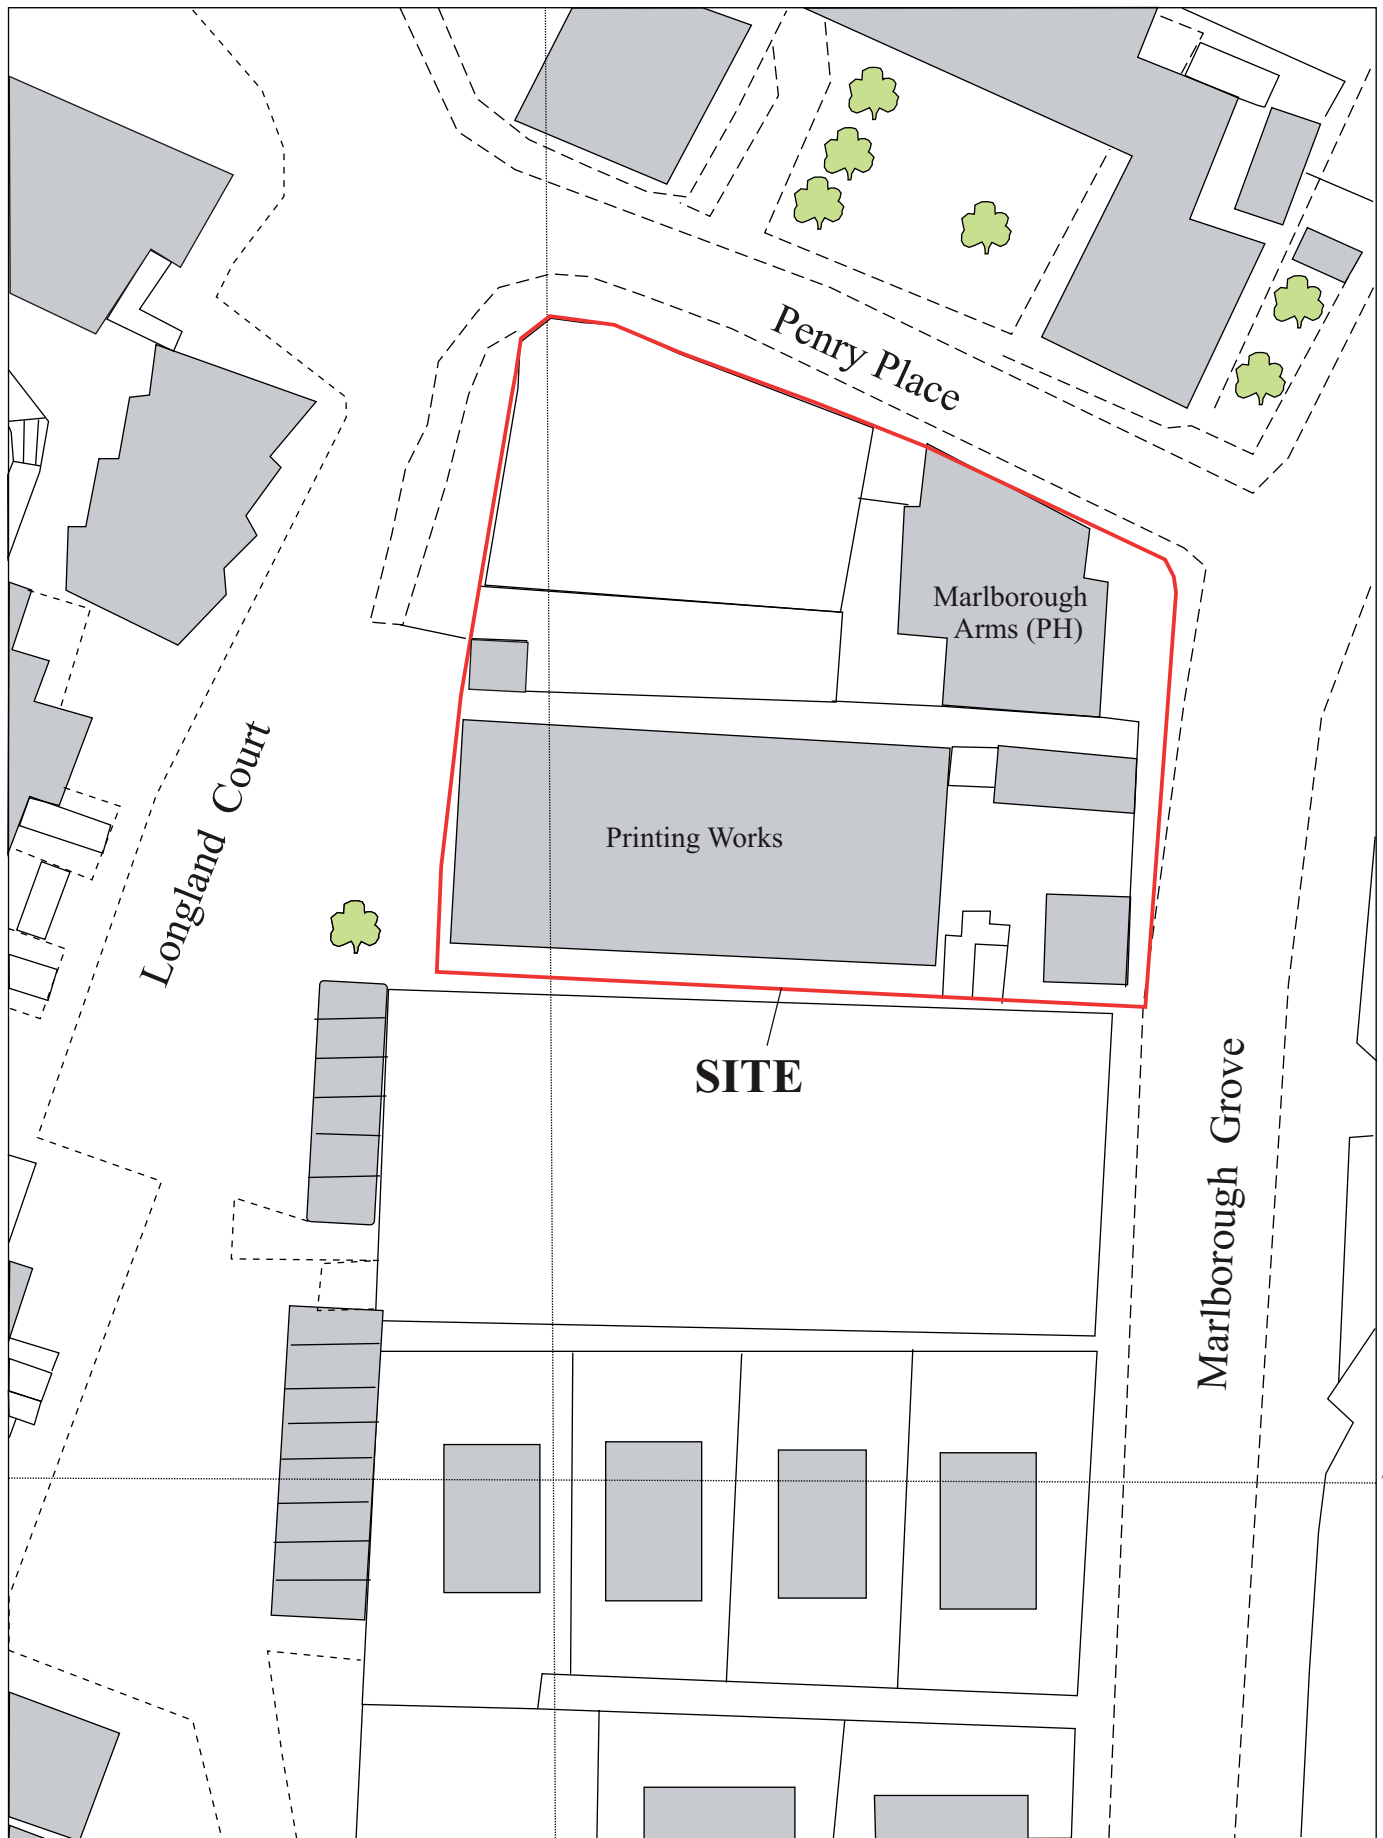 Penry Place
Marlborough
Arms (PH)
Longland Court
Printing Works
SITE
Marlborough Grove